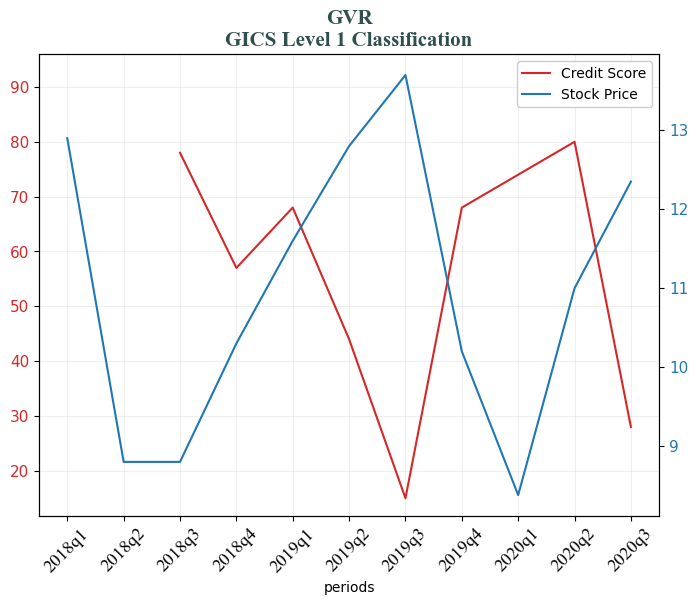 GVR
GICS Level 1 Classification
Credit Score
Stock Price
90
80
70
60
50
40
30
20
13
12
11
10
9
2018q1
2018q2
2018q3
2018q4
2019q1
2019q2
2019q3
2019q4
2020q1
2020q2
2020q3
periods